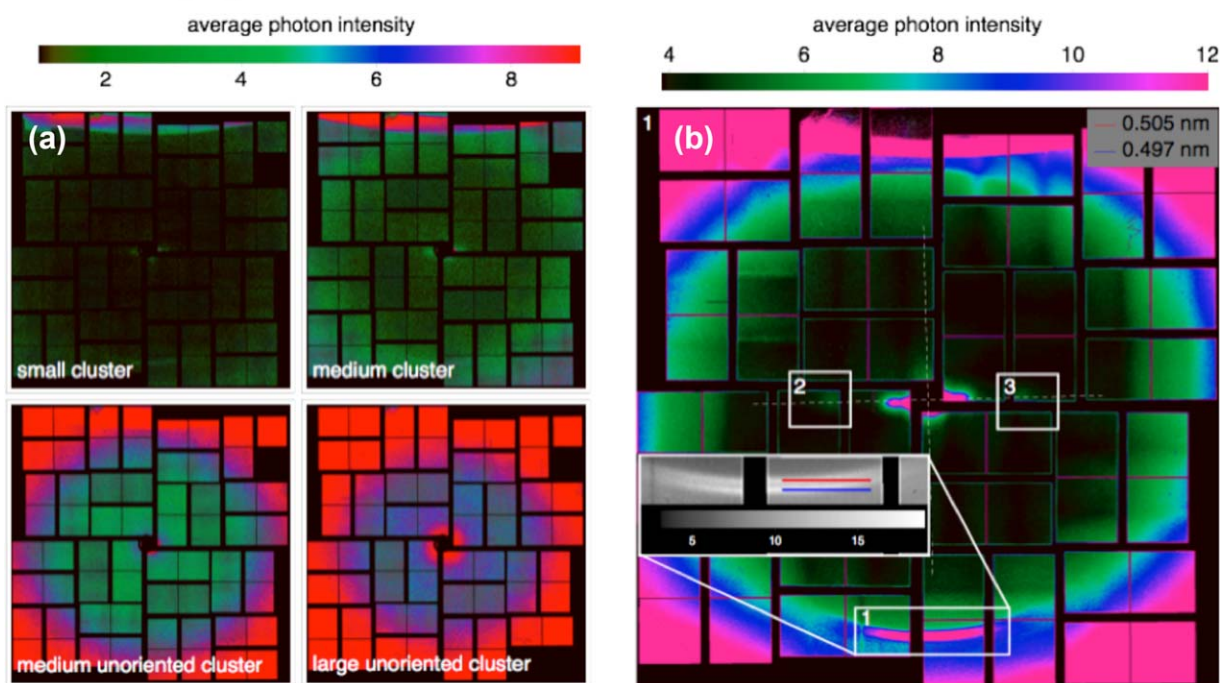 average photon intensity
2 4 6 8
(a)
small cluster
medium cluster
medium unoriented cluster
large unoriented cluster
average photon intensity
4 6 8 10 12
1
(b)
0.505 nm
0.497 nm
2
3
5 10 15
1